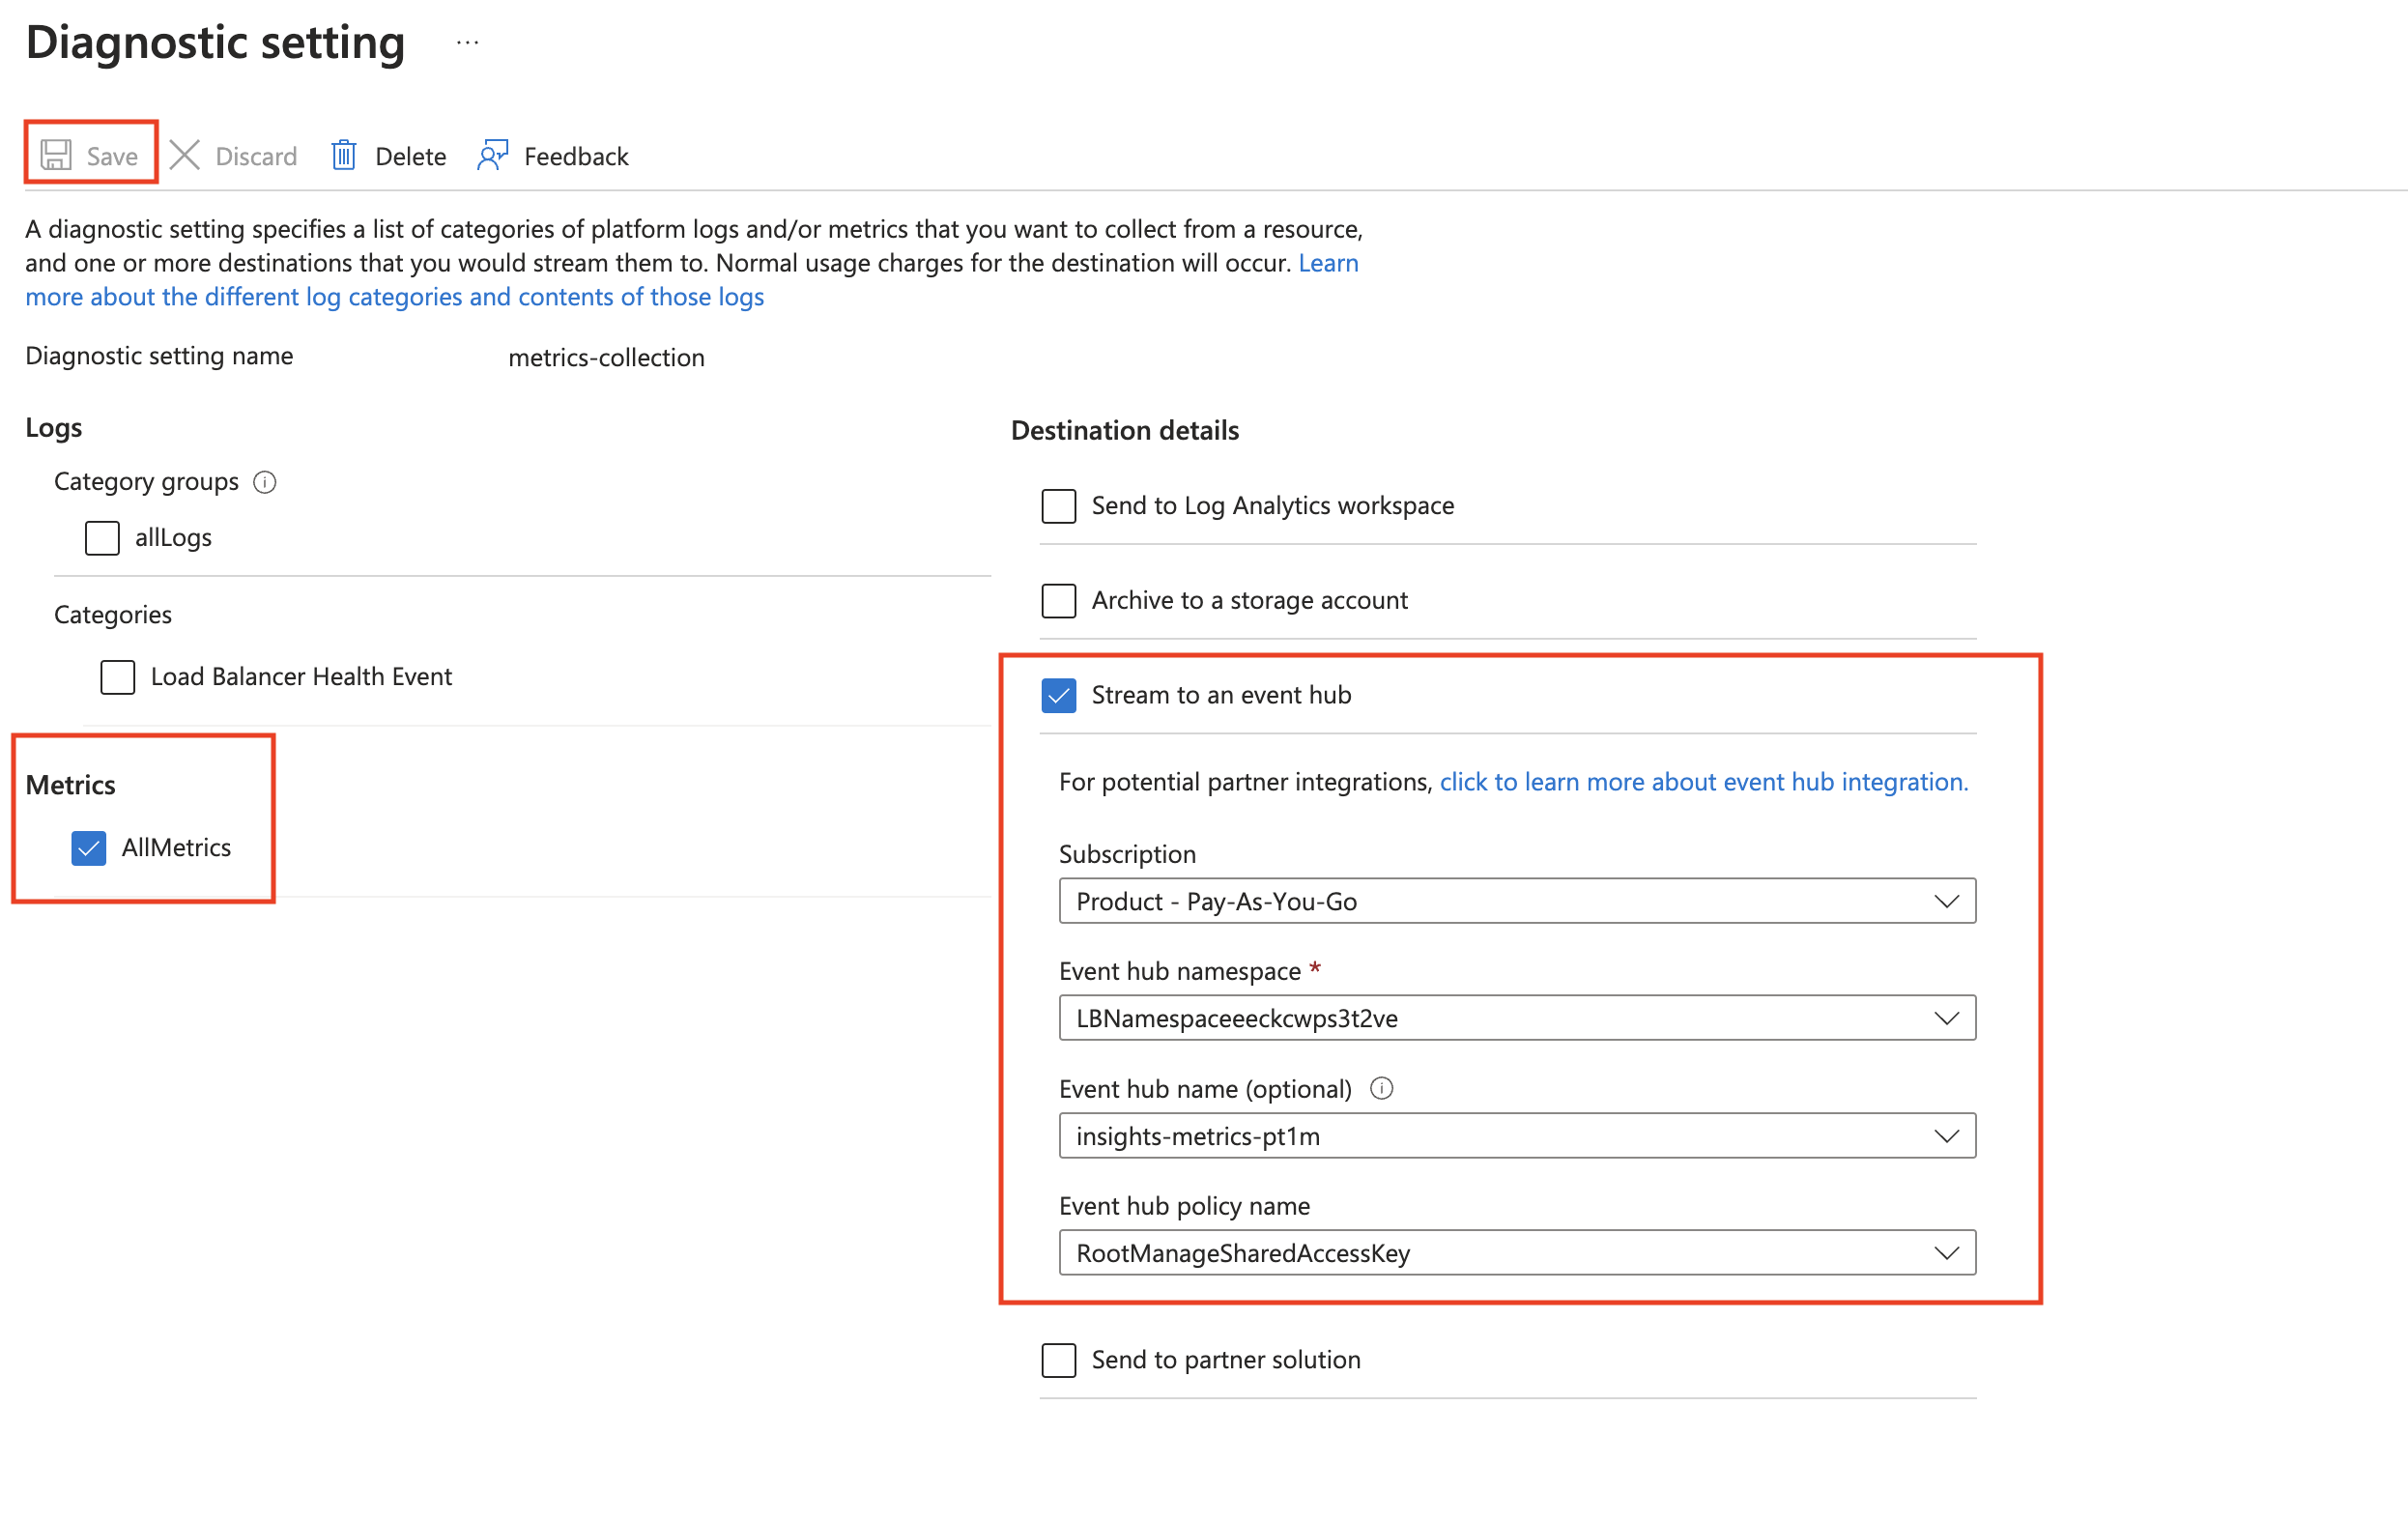 Diagnostic setting ...
Save Discard Delete Feedback
A diagnostic setting specifies a list of categories of platform logs and/or metrics that you want to collect from a resource,
and one or more destinations that you would stream them to. Normal usage charges for the destination will occur. Learn
more about the different log categories and contents of those logs
Diagnostic setting name metrics-collection
Logs
Category groups
allLogs
Categories
Load Balancer Health Event
Metrics
AllMetrics
Destination details
Send to Log Analytics workspace
Archive to a storage account
Stream to an event hub
For potential partner integrations, click to learn more about event hub integration.
Subscription
Product - Pay-As-You-Go
Event hub namespace *
LBNamespaceeeckcwps3t2ve
Event hub name (optional)
insights-metrics-pt1m
Event hub policy name
RootManageSharedAccessKey
Send to partner solution